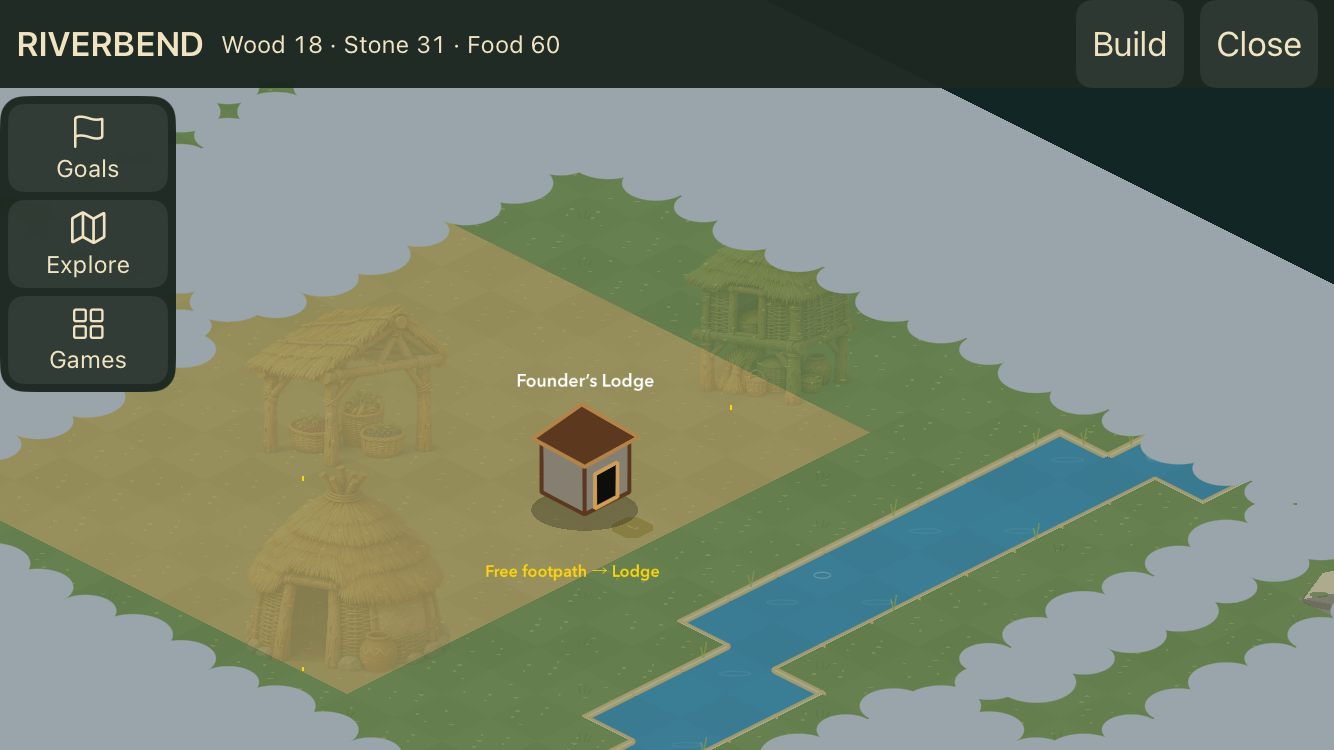 RIVERBEND Wood 18 · Stone 31 · Food 60
Build
Close
Goals
Explore
Games
Founder’s Lodge
Free footpath → Lodge